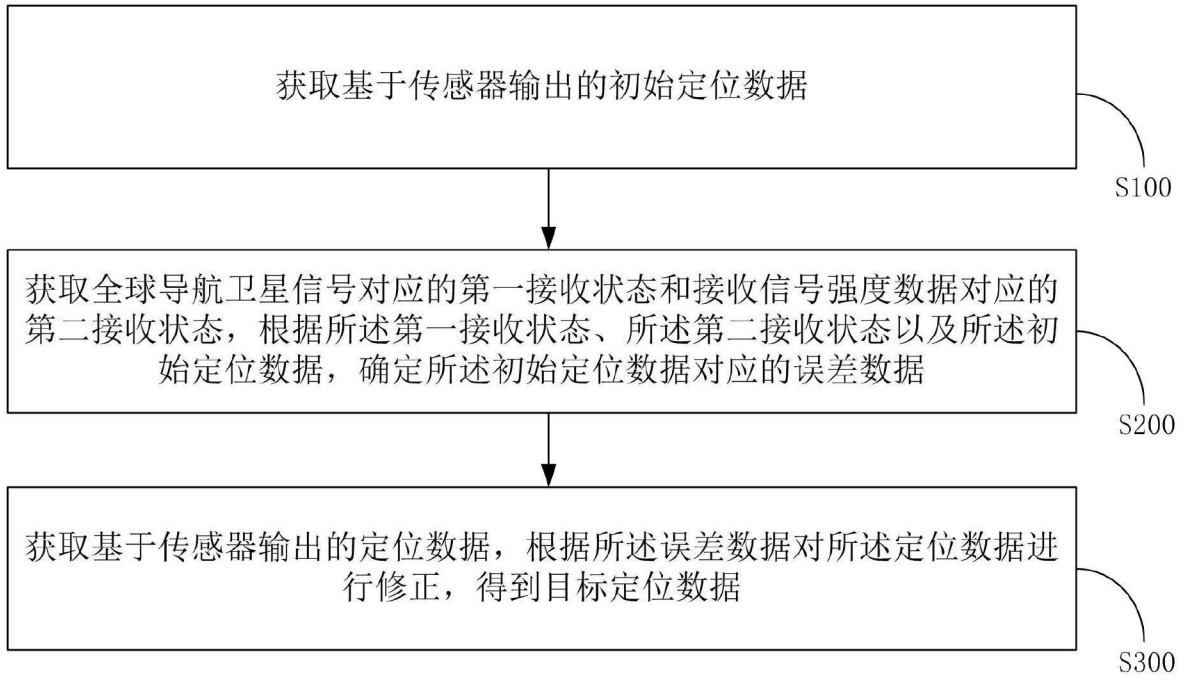 获取基于传感器输出的初始定位数据
S100
获取全球导航卫星信号对应的第一接收状态和接收信号强度数据对应的
第二接收状态，根据所述第一接收状态、所述第二接收状态以及所述初
始定位数据，确定所述初始定位数据对应的误差数据
S200
获取基于传感器输出的定位数据，根据所述误差数据对所述定位数据进
行修正，得到目标定位数据
S300